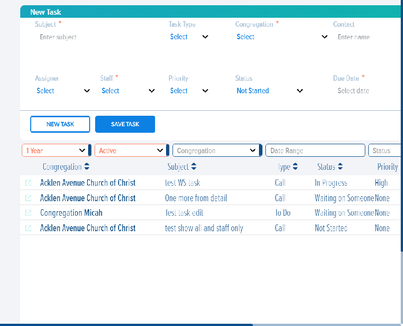 New Task
Subject * Task Type Congregation * Contact
Enter subject Select Select Enter name
Assigner Staff * Priority Status Due Date *
Select Select Select Not Started Select date
NEW TASK SAVE TASK
1 Year Active Congregation Date Range Status
Congregation Subject Type Status Priority
Acklen Avenue Church of Christ test WS task Call In Progress High
Acklen Avenue Church of Christ One more from detail Call Waiting on Someone None
Congregation Micah Test task edit To Do Waiting on Someone None
Acklen Avenue Church of Christ test show all and staff only Call Not Started None